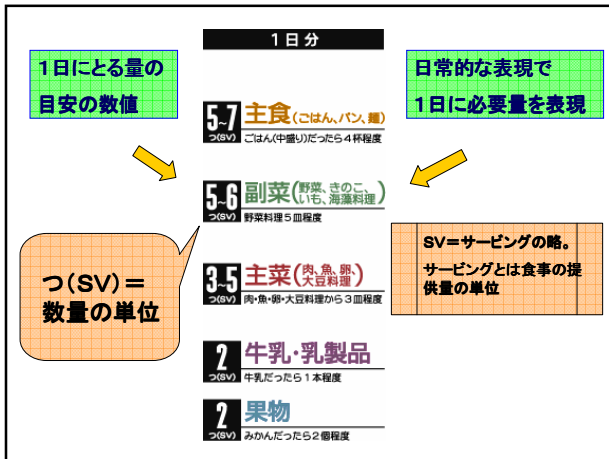 1日分
1日にとる量の
目安の数値
日常的な表現で
1日に必要量を表現
5~7 つ(SV)
主食(ごはん、パン、麺)
ごはん(中盛り)だったら4杯程度
5~6 つ(SV)
副菜(野菜、きのこ、
いも、海藻料理)
野菜料理5皿程度
つ(SV)=
数量の単位
SV=サービングの略。
サービングとは食事の提
供量の単位
3~5 つ(SV)
主菜(肉、魚、卵、
大豆料理)
肉・魚・卵・大豆料理から3皿程度
2 つ(SV)
牛乳・乳製品
牛乳だったら1本程度
2 つ(SV)
果物
みかんだったら2個程度